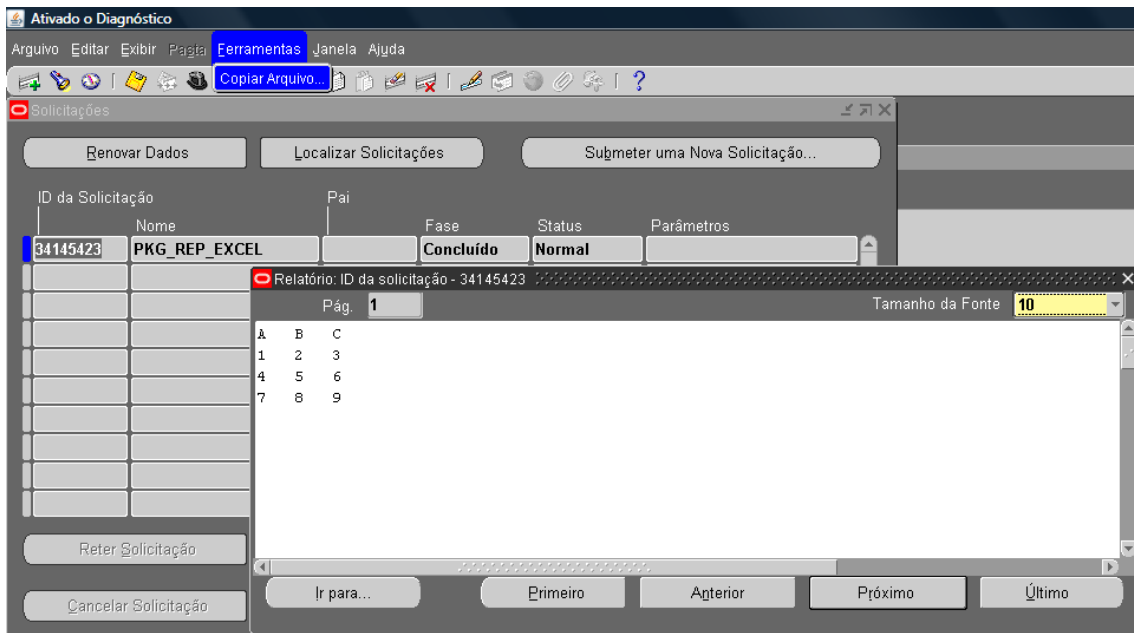 Ativado o Diagnóstico
Arquivo Editar Exibir Pasta Ferramentas Janela Ajuda
Copiar Arquivo...
?
Solicitações
Renovar Dados Localizar Solicitações Submeter uma Nova Solicitação...
ID da Solicitação Pai
Nome Fase Status Parâmetros
34145423 PKG_REP_EXCEL Concluído Normal
Relatório: ID da solicitação - 34145423
Pág. 1 Tamanho da Fonte 10
A B C
1 2 3
4 5 6
7 8 9
Reter Solicitação
Ir para... Primeiro Anterior Próximo Último
Cancelar Solicitação